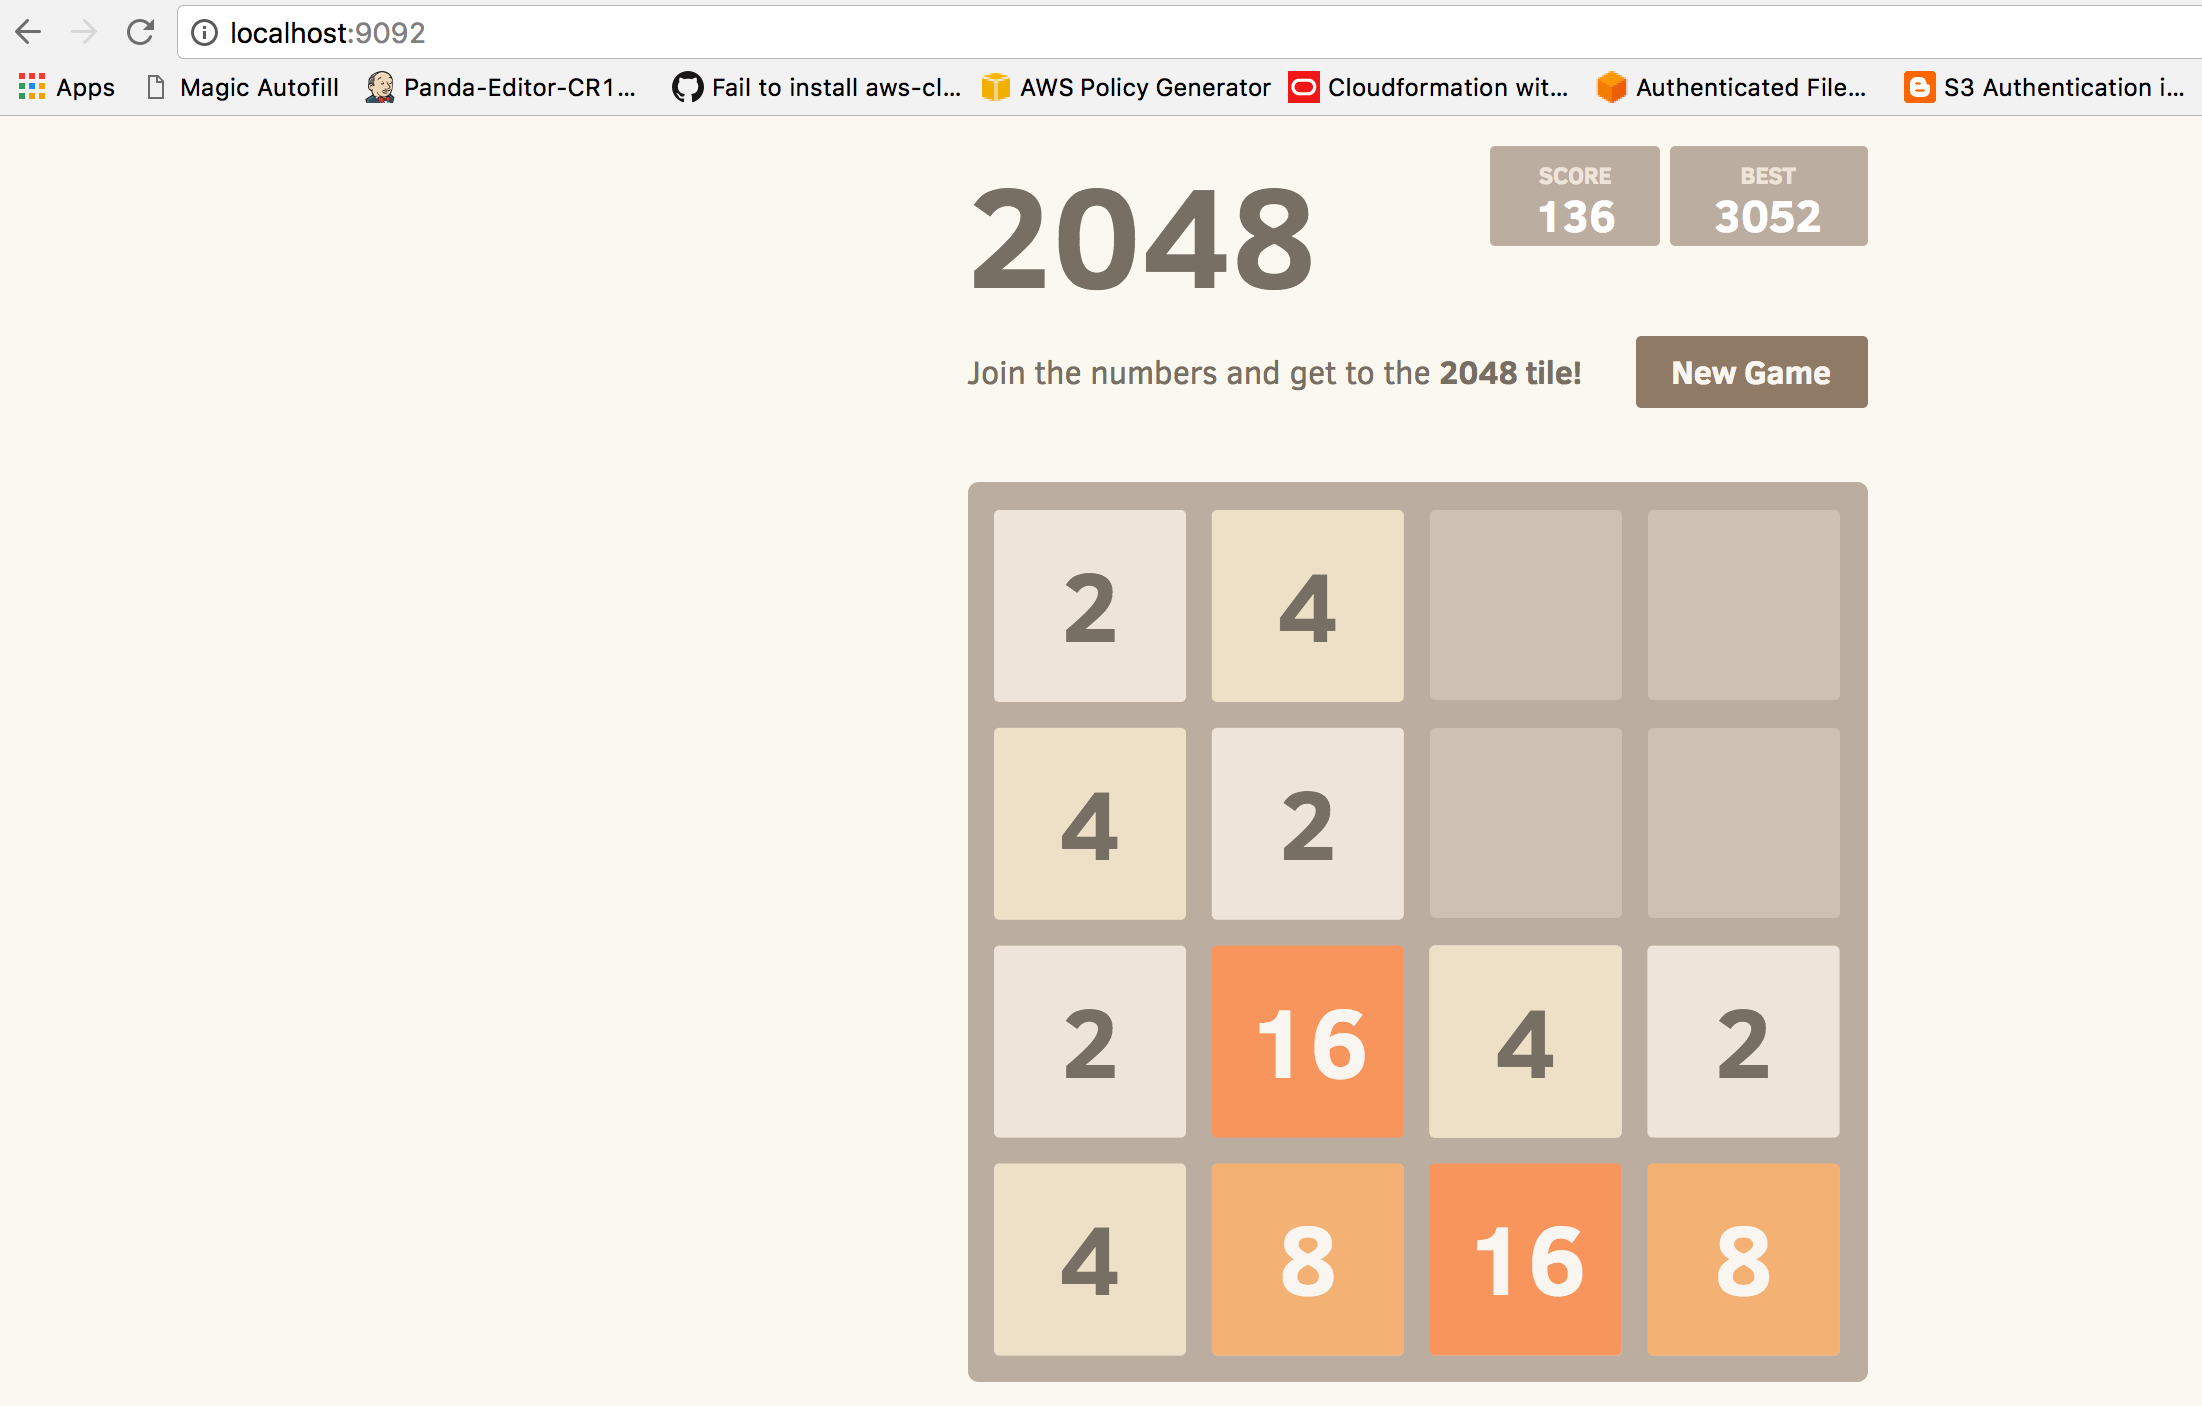 localhost:9092
Apps Magic Autofill Panda-Editor-CR1... Fail to install aws-cl... AWS Policy Generator Cloudformation wit... Authenticated File... S3 Authentication i...
2048
SCORE
136
BEST
3052
Join the numbers and get to the 2048 tile!
New Game
2 4
4 2
2 16 4 2
4 8 16 8